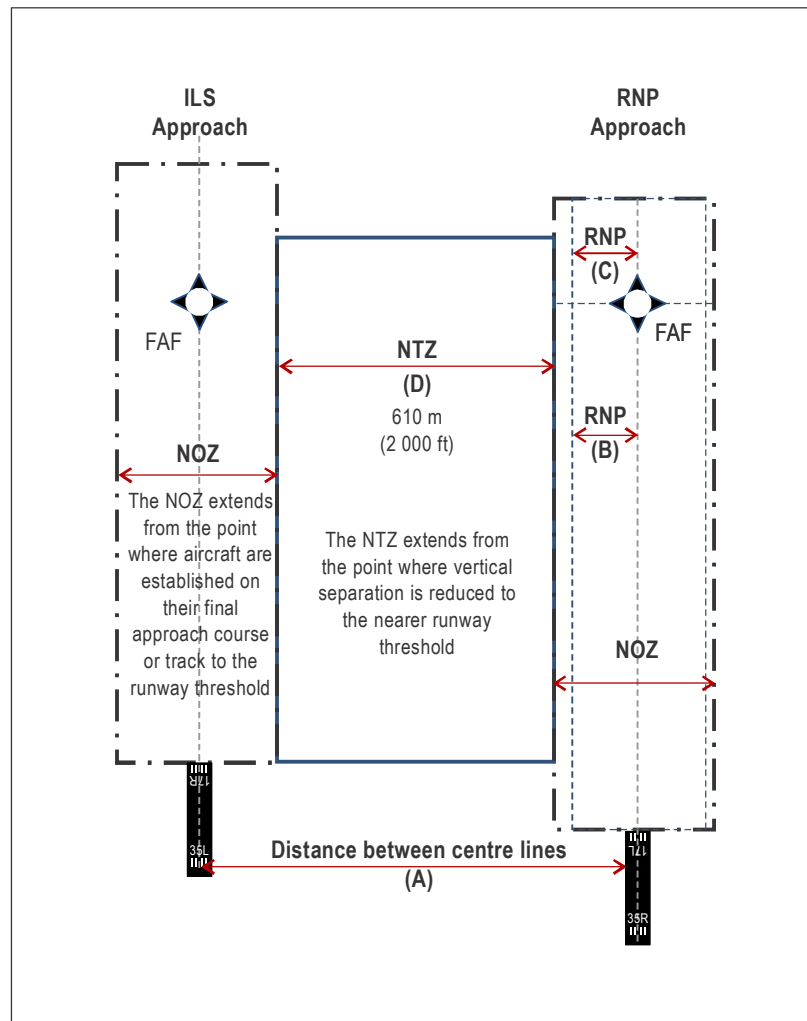 ILS
Approach
RNP
Approach
RNP
(C)
FAF
FAF
NTZ
(D)
610 m
(2 000 ft)
RNP
(B)
NOZ
The NOZ extends
from the point
where aircraft are
established on
their final
approach course
or track to the
runway threshold
The NTZ extends from
the point where vertical
separation is reduced to
the nearer runway
threshold
NOZ
17R
35L
Distance between centre lines
(A)
17L
35R